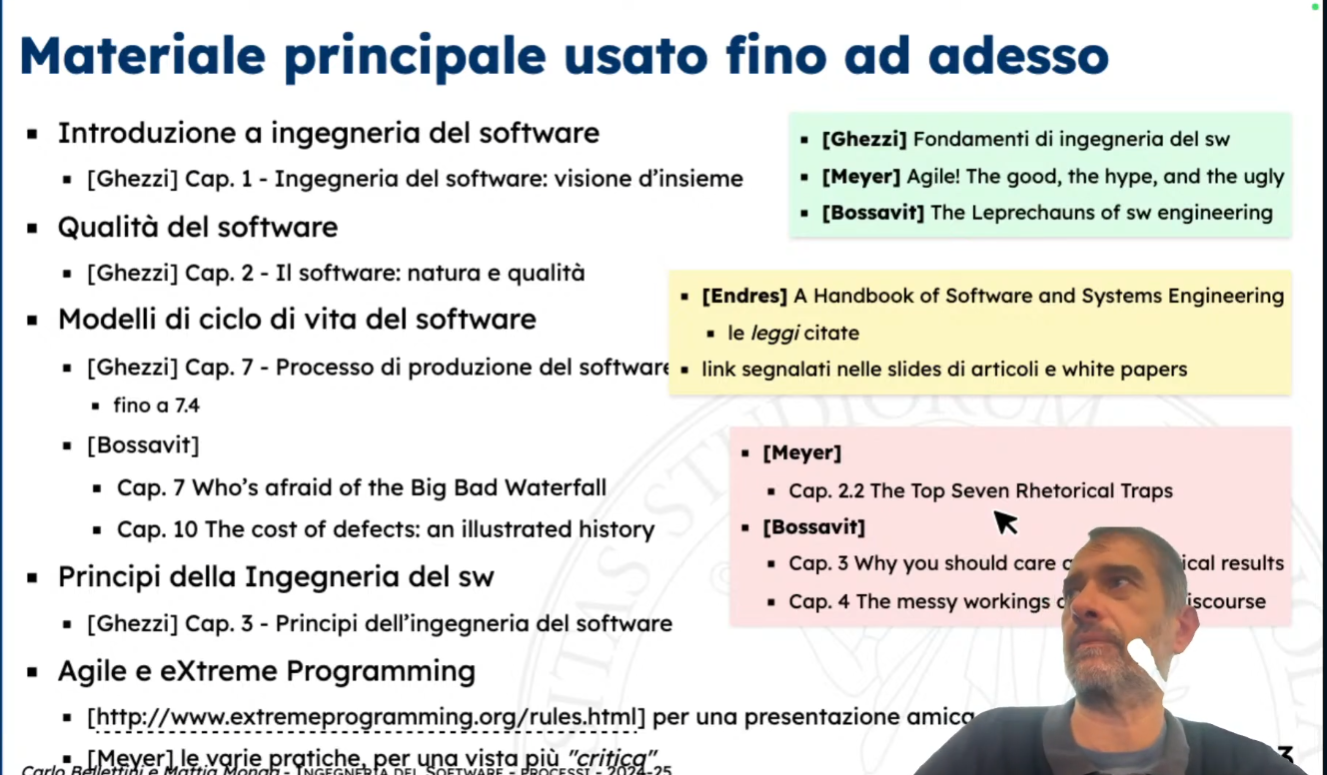 Materiale principale usato fino ad adesso
▪ Introduzione a ingegneria del software
▪ [Ghezzi] Cap. 1 - Ingegneria del software: visione d'insieme
▪ Qualità del software
▪ [Ghezzi] Cap. 2 - Il software: natura e qualità
▪ Modelli di ciclo di vita del software
▪ [Ghezzi] Cap. 7 - Processo di produzione del software
▪ fino a 7.4
▪ [Bossavit]
▪ Cap. 7 Who's afraid of the Big Bad Waterfall
▪ Cap. 10 The cost of defects: an illustrated history
▪ Principi della Ingegneria del sw
▪ [Ghezzi] Cap. 3 - Principi dell'ingegneria del software
▪ Agile e eXtreme Programming
▪ [http://www.extremeprogramming.org/rules.html] per una presentazione amica
▪ [Meyer] le varie pratiche, per una vista più "critica"
▪ [Ghezzi] Fondamenti di ingegneria del sw
▪ [Meyer] Agile! The good, the hype, and the ugly
▪ [Bossavit] The Leprechauns of sw engineering
▪ [Endres] A Handbook of Software and Systems Engineering
▪ le leggi citate
▪ link segnalati nelle slides di articoli e white papers
▪ [Meyer]
▪ Cap. 2.2 The Top Seven Rhetorical Traps
▪ [Bossavit]
▪ Cap. 3 Why you should care results
▪ Cap. 4 The messy workings
Carlo Bellettini e Mattia Monga - INGEGNERIA DEL SOFTWARE - PROCESSI - 2024-25
3